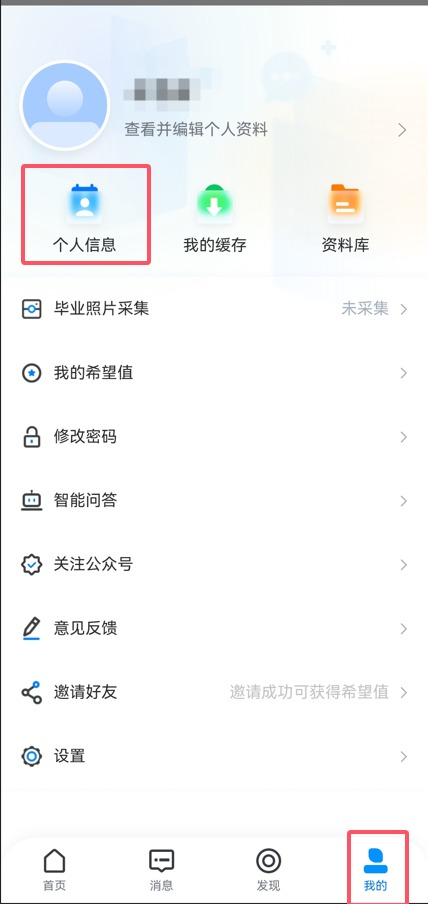 查看并编辑个人资料
个人信息
我的缓存
资料库
毕业照片采集
未采集
我的希望值
修改密码
智能问答
关注公众号
意见反馈
邀请好友
邀请成功可获得希望值
设置
首页
消息
发现
我的